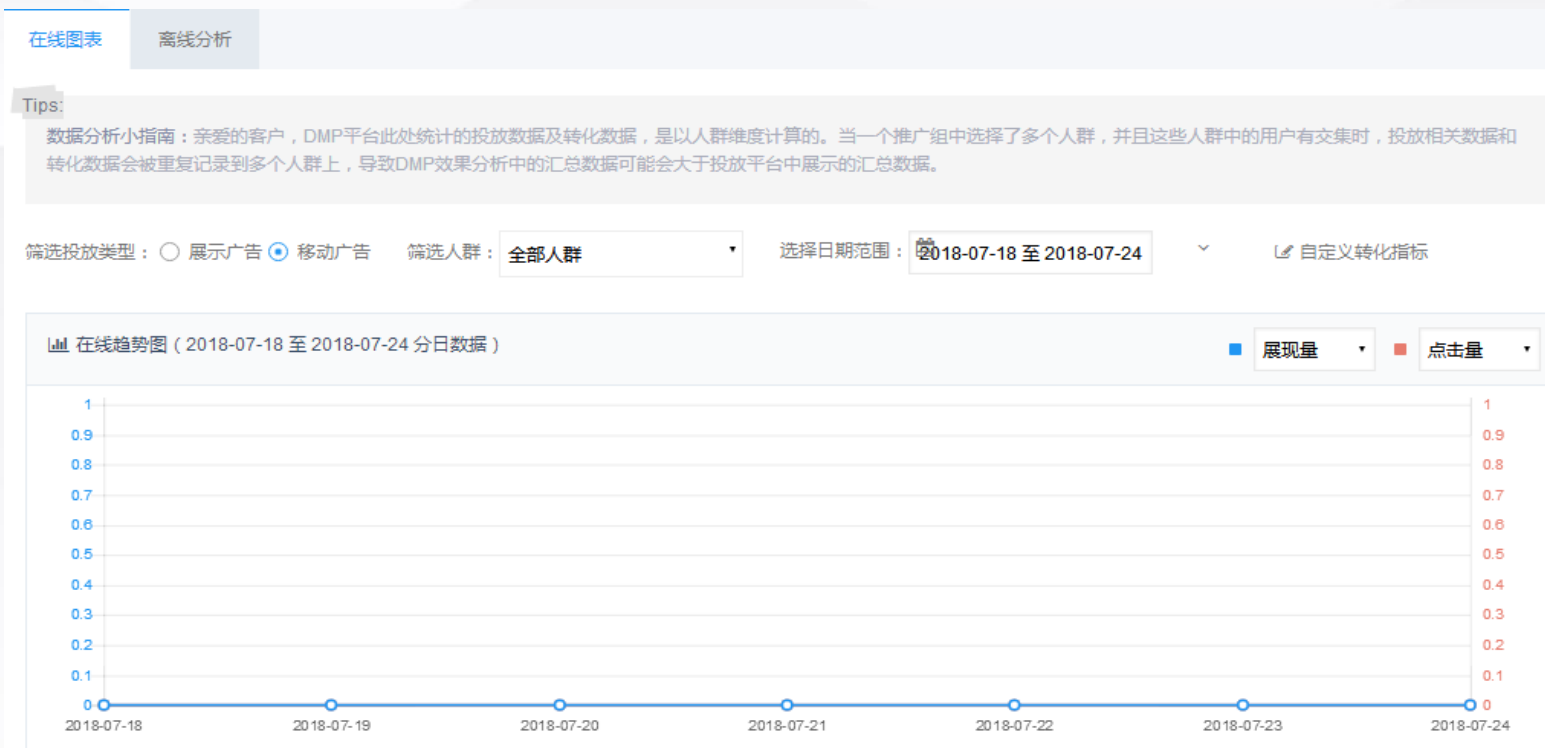 在线图表 离线分析
Tips:
数据分析小指南：亲爱的客户，DMP平台此处统计的投放数据及转化数据，是以人群维度计算的。当一个推广组中选择了多个人群，并且这些人群中的用户有交集时，投放相关数据和
转化数据会被重复记录到多个人群上，导致DMP效果分析中的汇总数据可能会大于投放平台中展示的汇总数据。
筛选投放类型： 展示广告 移动广告 筛选人群： 全部人群 选择日期范围： 2018-07-18 至 2018-07-24 自定义转化指标
在线趋势图（2018-07-18 至 2018-07-24 分日数据） 展现量 点击量
1 1
0.9 0.9
0.8 0.8
0.7 0.7
0.6 0.6
0.5 0.5
0.4 0.4
0.3 0.3
0.2 0.2
0.1 0.1
0 0
2018-07-18 2018-07-19 2018-07-20 2018-07-21 2018-07-22 2018-07-23 2018-07-24